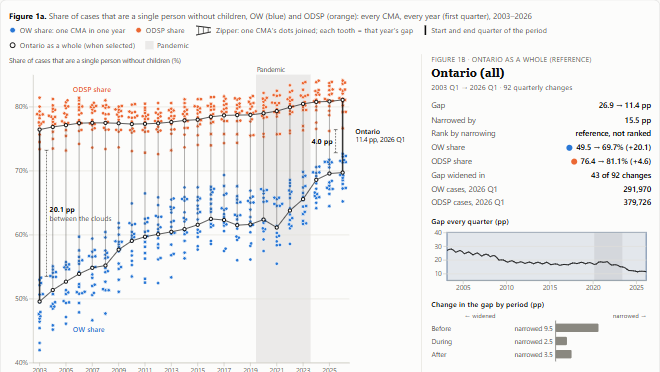 Figure 1a. Share of cases that are a single person without children, OW (blue) and ODSP (orange): every CMA, every year (first quarter), 2003–2026
OW share: one CMA in one year
ODSP share: one CMA in one year
Zipper: one CMA's dots joined; each tooth = that year's gap
Start and end quarter of the period
Ontario as a whole (when selected)
Pandemic
Share of cases that are a single person without children (%)
Pandemic
ODSP share
80%
70%
60%
50%
40%
4.0 pp
20.1 pp
between the clouds
OW share
Ontario
11.4 pp, 2026 Q1
2003 2005 2007 2009 2011 2013 2015 2017 2019 2021 2023 2025
FIGURE 1B · ONTARIO AS A WHOLE (REFERENCE)
Ontario (all)
2003 Q1 → 2026 Q1 · 92 quarterly changes
Gap 26.9 → 11.4 pp
Narrowed by 15.5 pp
Rank by narrowing reference, not ranked
OW share 49.5 → 69.7% (+20.1)
ODSP share 76.4 → 81.1% (+4.6)
Gap widened in 43 of 92 changes
OW cases, 2026 Q1 291,970
ODSP cases, 2026 Q1 379,726
Gap every quarter (pp)
40
30
20
10
2005 2010 2015 2020 2025
Change in the gap by period (pp)
← widened narrowed →
Before narrowed 9.5
During narrowed 2.5
After narrowed 3.5